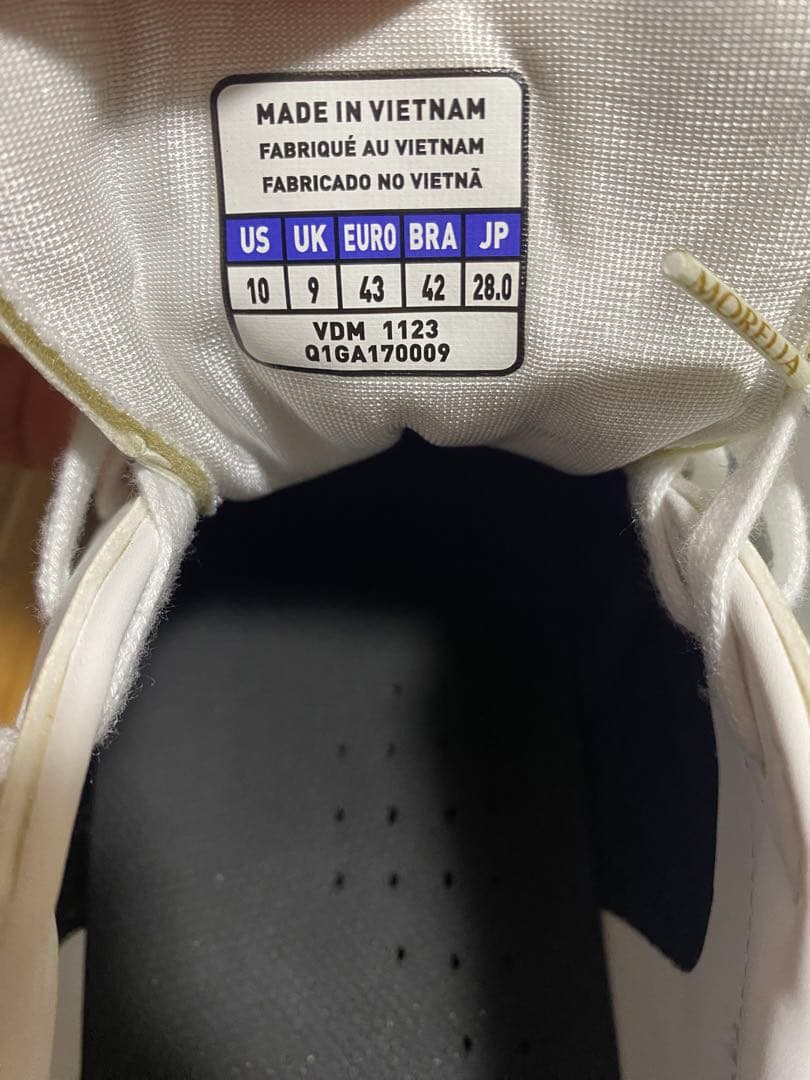 MADE IN VIETNAM
FABRIQUÉ AU VIETNAM
FABRICADO NO VIETNÃ
US UK EURO BRA JP
10 9 43 42 28.0
VDM 1123
Q1GA170009
MORELIA